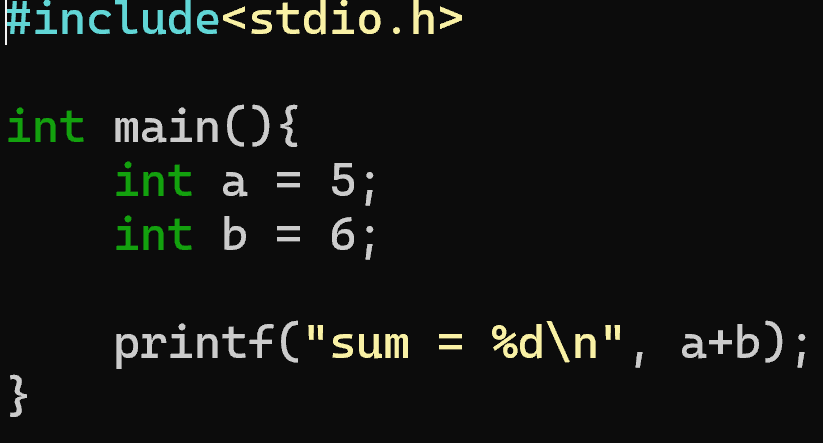 #include<stdio.h>

int main(){
    int a = 5;
    int b = 6;

    printf("sum = %d\n", a+b);
}